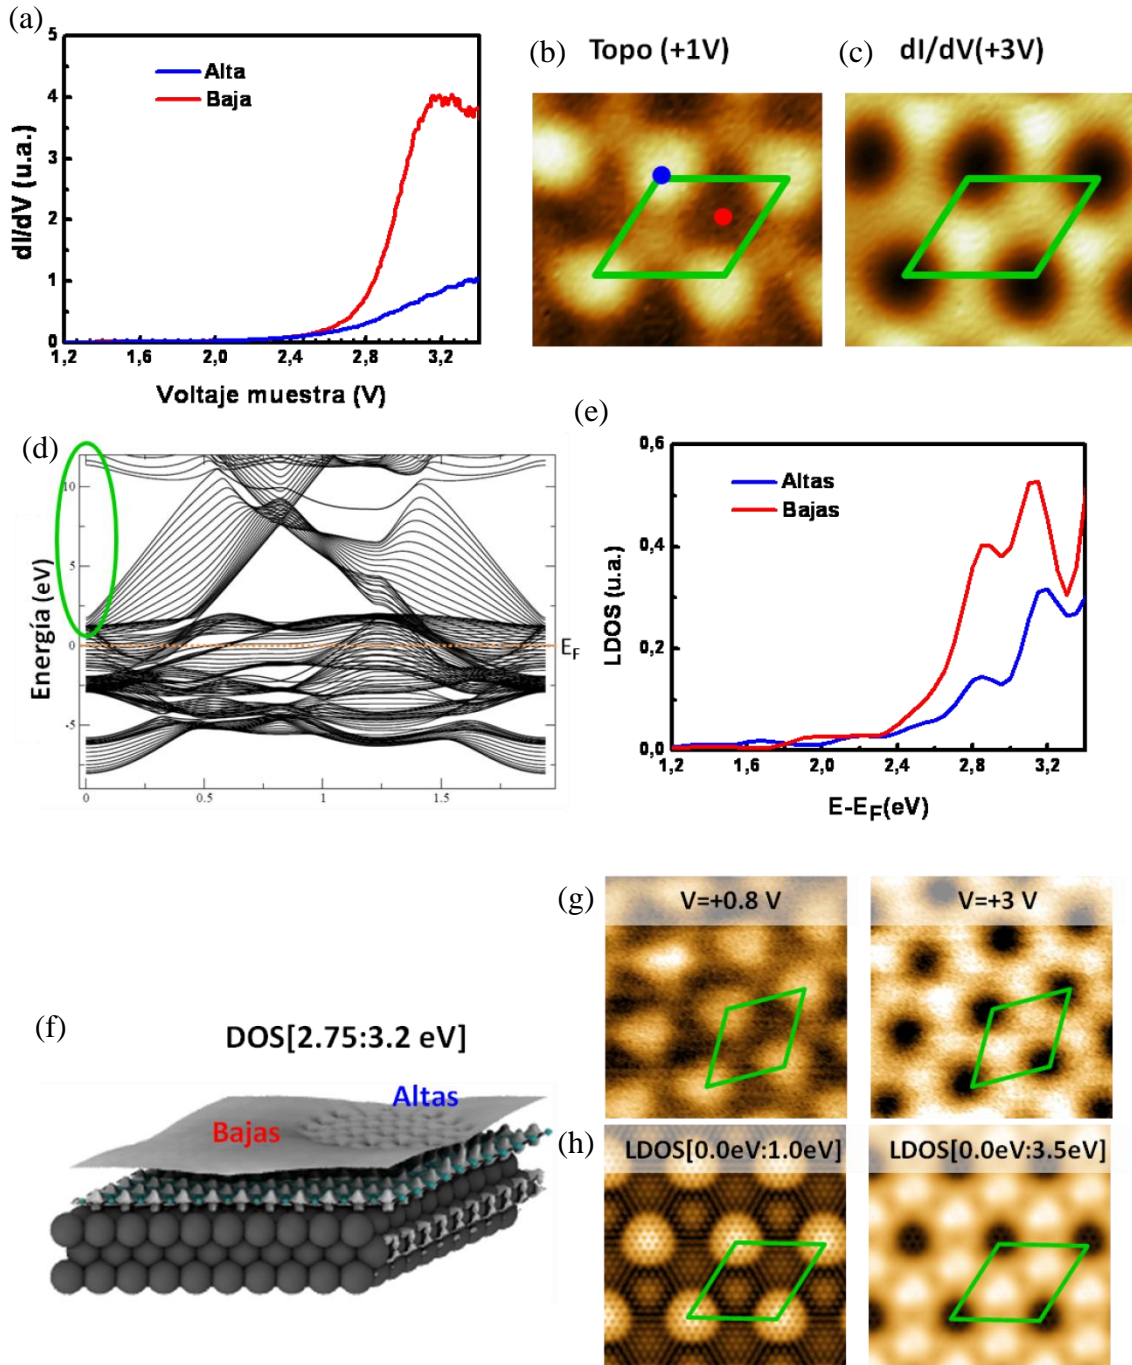 (a)
5
4
3
2
1
0
dI/dV (u.a.)
Alta
Baja
1,2
1,6
2,0
2,4
2,8
3,2
Voltaje muestra (V)
(b)
Topo (+1V)
(c)
dI/dV(+3V)
(d)
10
5
0
-5
Energía (eV)
E_F
0
0.5
1
1.5
(e)
0,6
0,4
0,2
0,0
LDOS (u.a.)
Altas
Bajas
1,2
1,6
2,0
2,4
2,8
3,2
E-E_F(eV)
(f)
DOS[2.75:3.2 eV]
Altas
Bajas
(g)
V=+0.8 V
V=+3 V
(h)
LDOS[0.0eV:1.0eV]
LDOS[0.0eV:3.5eV]